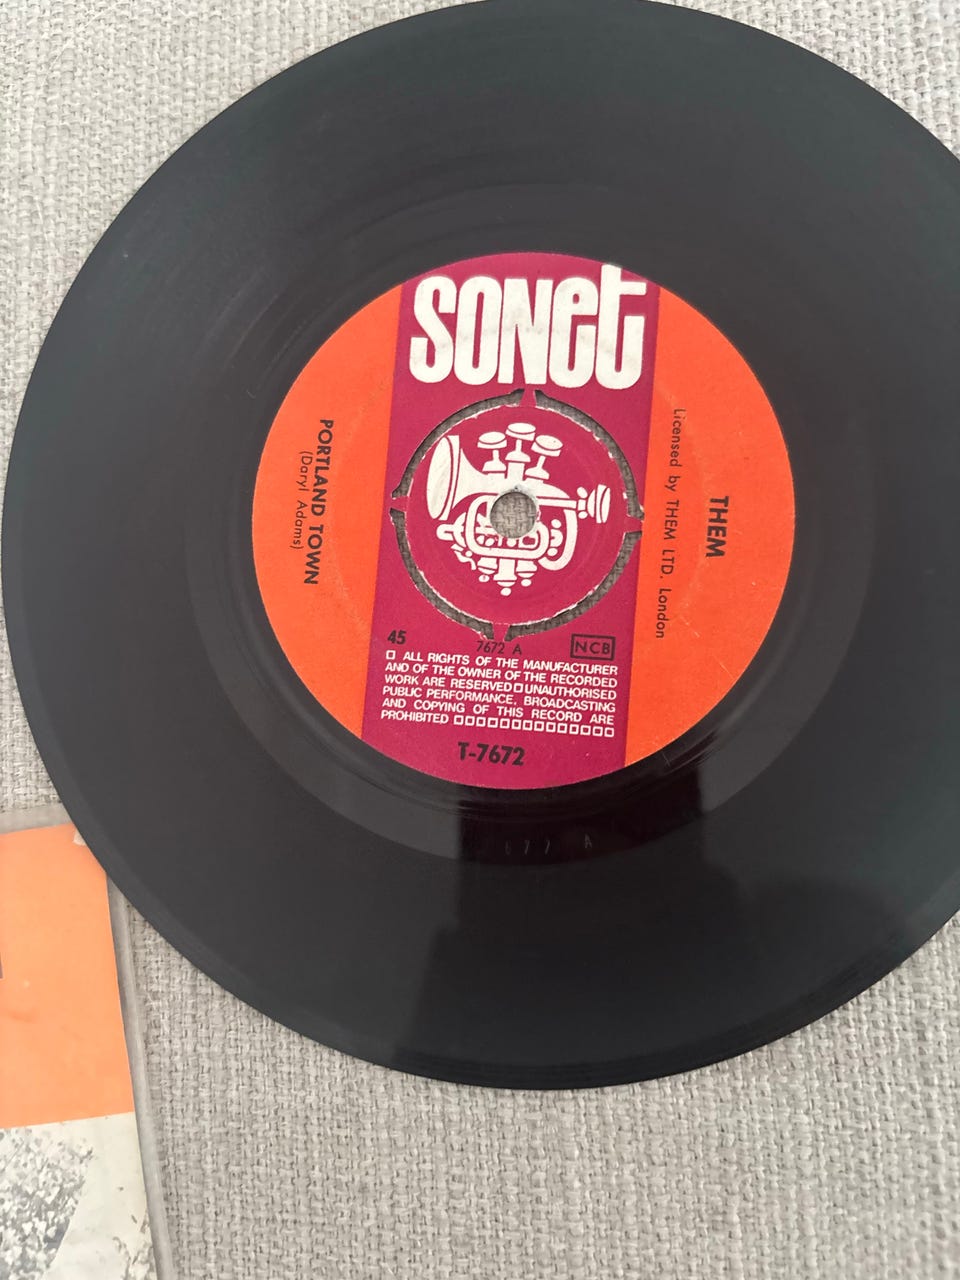 SONet
PORTLAND TOWN
(Daryl Adams)
THEM
Licensed by THEM LTD. London
45
7672 A
NCB
ALL RIGHTS OF THE MANUFACTURER
AND OF THE OWNER OF THE RECORDED
WORK ARE RESERVED UNAUTHORISED
PUBLIC PERFORMANCE, BROADCASTING
AND COPYING OF THIS RECORD ARE
PROHIBITED
T-7672